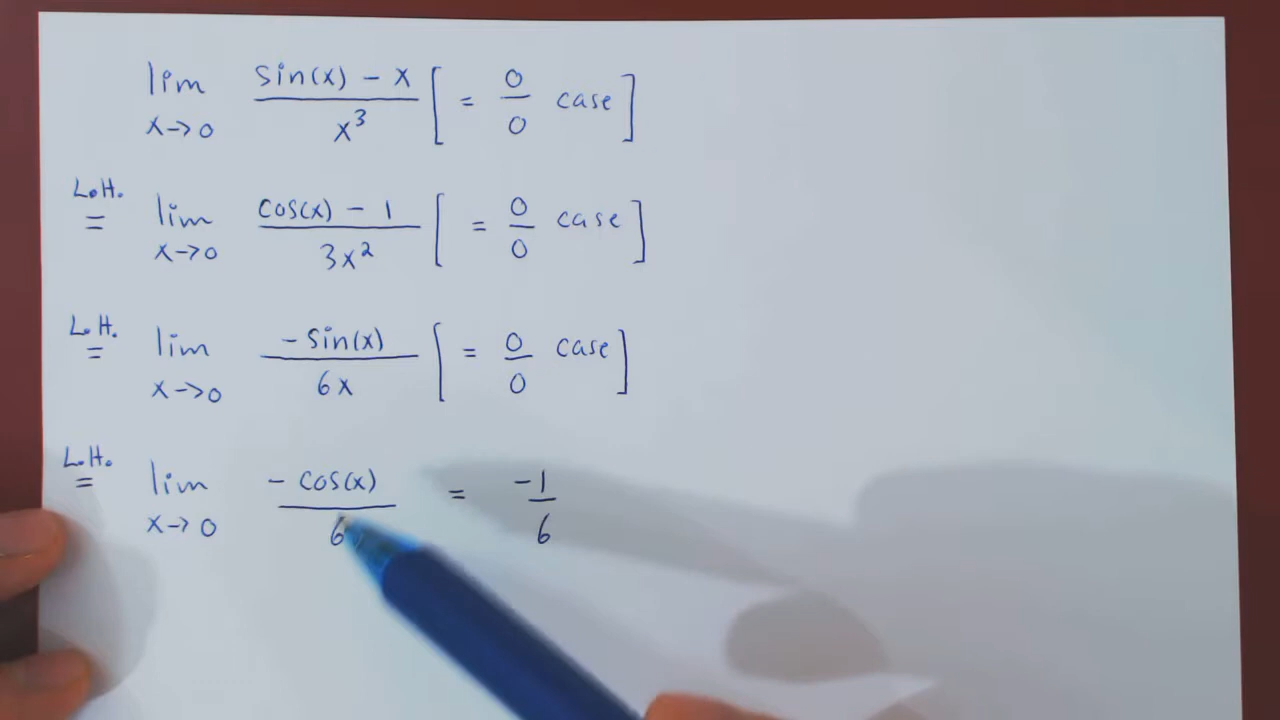 lim sin(x) - x [ = 0 case ]
x→0 x³ 0
L.H. = lim cos(x) - 1 [ = 0 case ]
x→0 3x² 0
L.H. = lim - sin(x) [ = 0 case ]
x→0 6x 0
L.H. = lim - cos(x) = -1
x→0 6 6